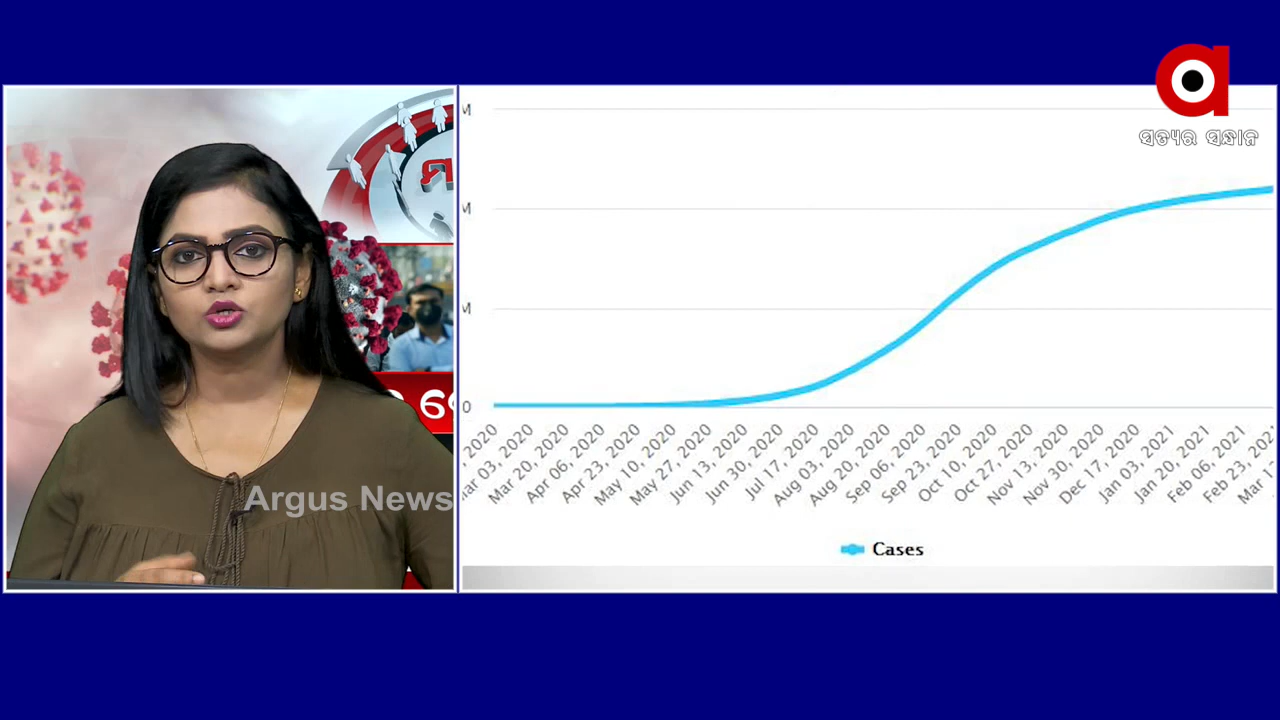 ସତ୍ୟର ସନ୍ଧାନ
M
M
M
0
Mar 03, 2020
Mar 20, 2020
Apr 06, 2020
Apr 23, 2020
May 10, 2020
May 27, 2020
Jun 13, 2020
Jun 30, 2020
Jul 17, 2020
Aug 03, 2020
Aug 20, 2020
Sep 06, 2020
Sep 23, 2020
Oct 10, 2020
Oct 27, 2020
Nov 13, 2020
Nov 30, 2020
Dec 17, 2020
Jan 03, 2021
Jan 20, 2021
Feb 06, 2021
Feb 23, 2021
Cases
Argus News